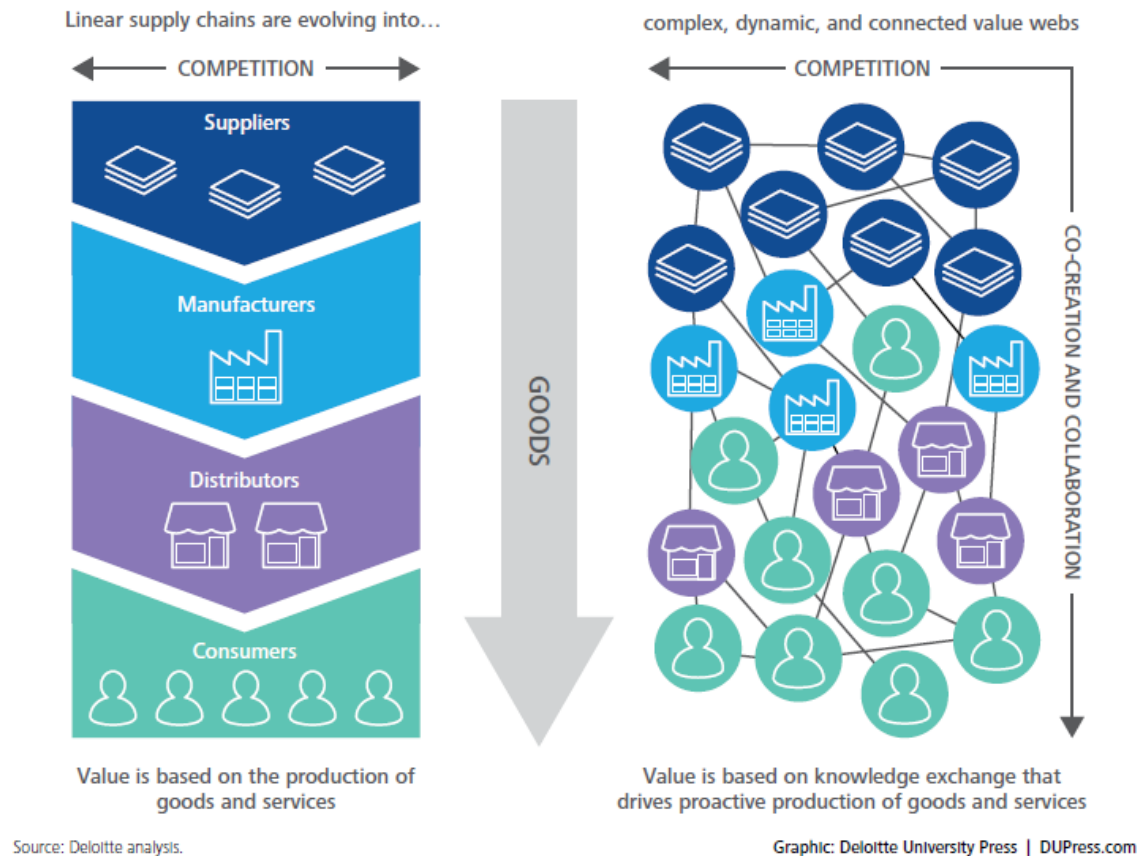 Linear supply chains are evolving into…
complex, dynamic, and connected value webs
COMPETITION
COMPETITION
Suppliers
Manufacturers
Distributors
Consumers
GOODS
CO-CREATION AND COLLABORATION
Value is based on the production of
goods and services
Value is based on knowledge exchange that
drives proactive production of goods and services
Source: Deloitte analysis.
Graphic: Deloitte University Press | DUPress.com